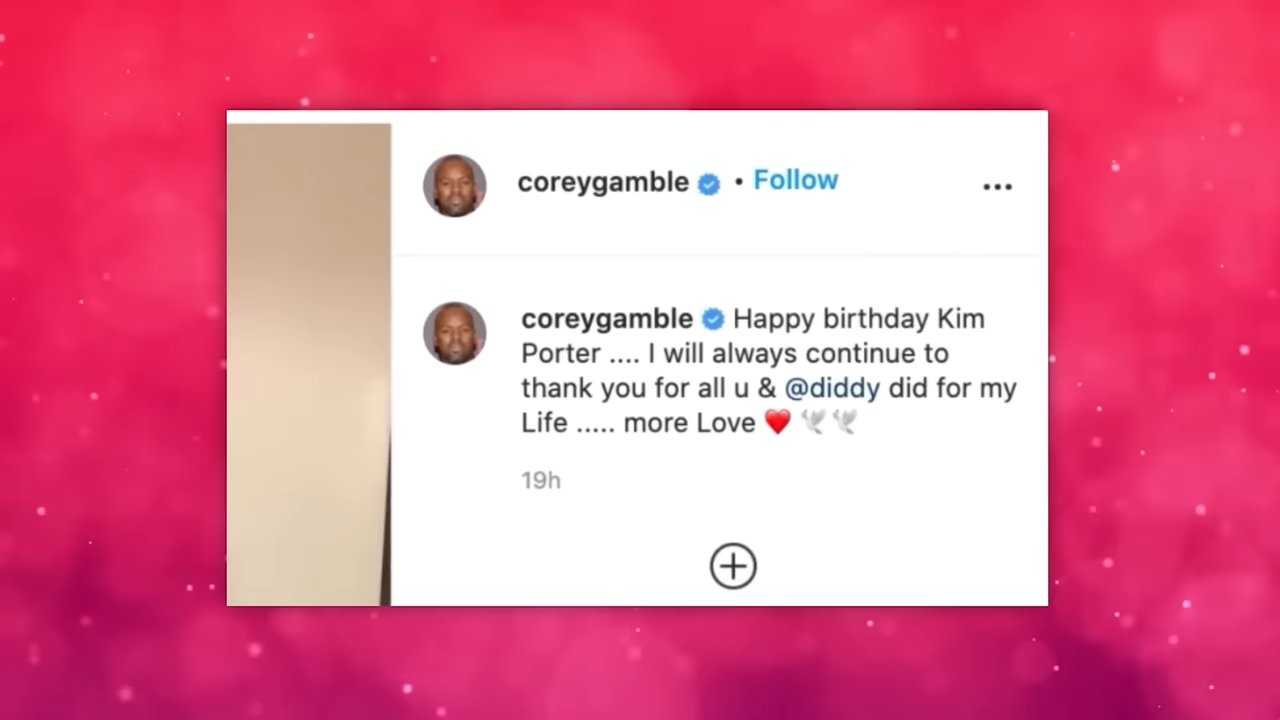 coreygamble • Follow
coreygamble Happy birthday Kim
Porter .... I will always continue to
thank you for all u & @diddy did for my
Life ..... more Love ❤️ 🕊️ 🕊️
19h